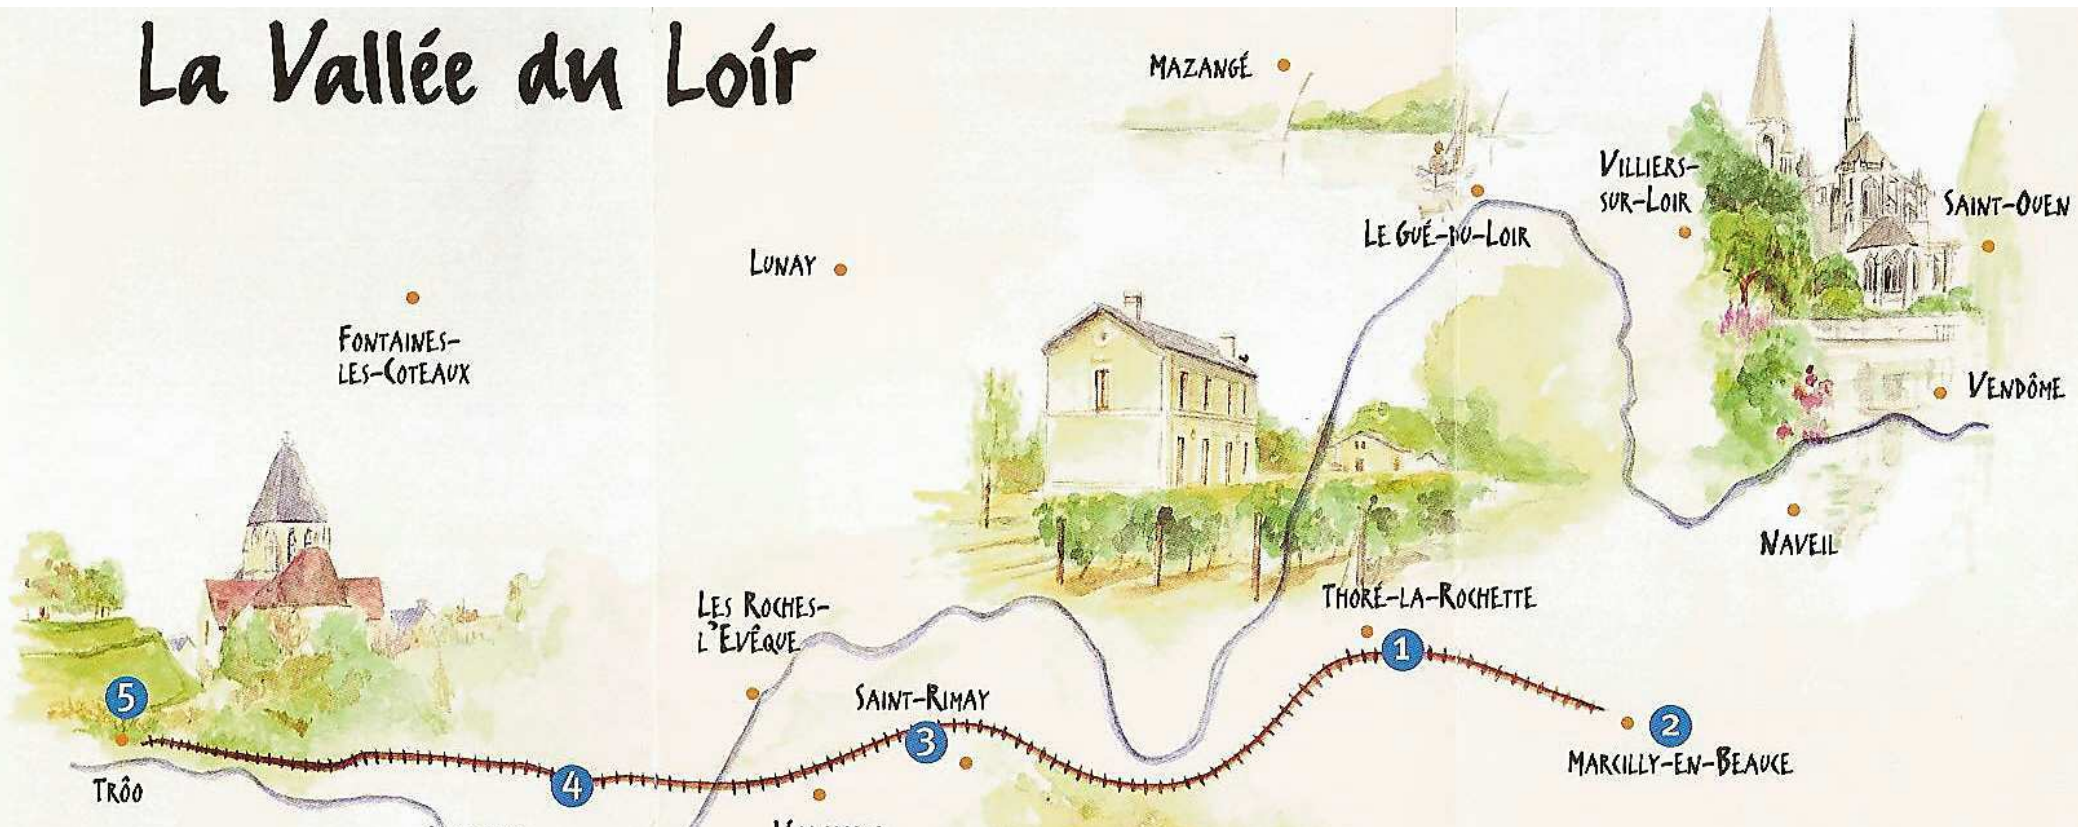 La Vallée du Loir
MAZANGÉ
VILLIERS-
SUR-LOIR
SAINT-OUEN
LE GUÉ-DU-LOIR
LUNAY
FONTAINES-
LES-COTEAUX
VENDÔME
NAVEIL
THORÉ-LA-ROCHETTE
LES ROCHES-
L'EVÊQUE
1
SAINT-RIMAY
5
2
3
MARCILLY-EN-BEAUCE
4
TRÔO